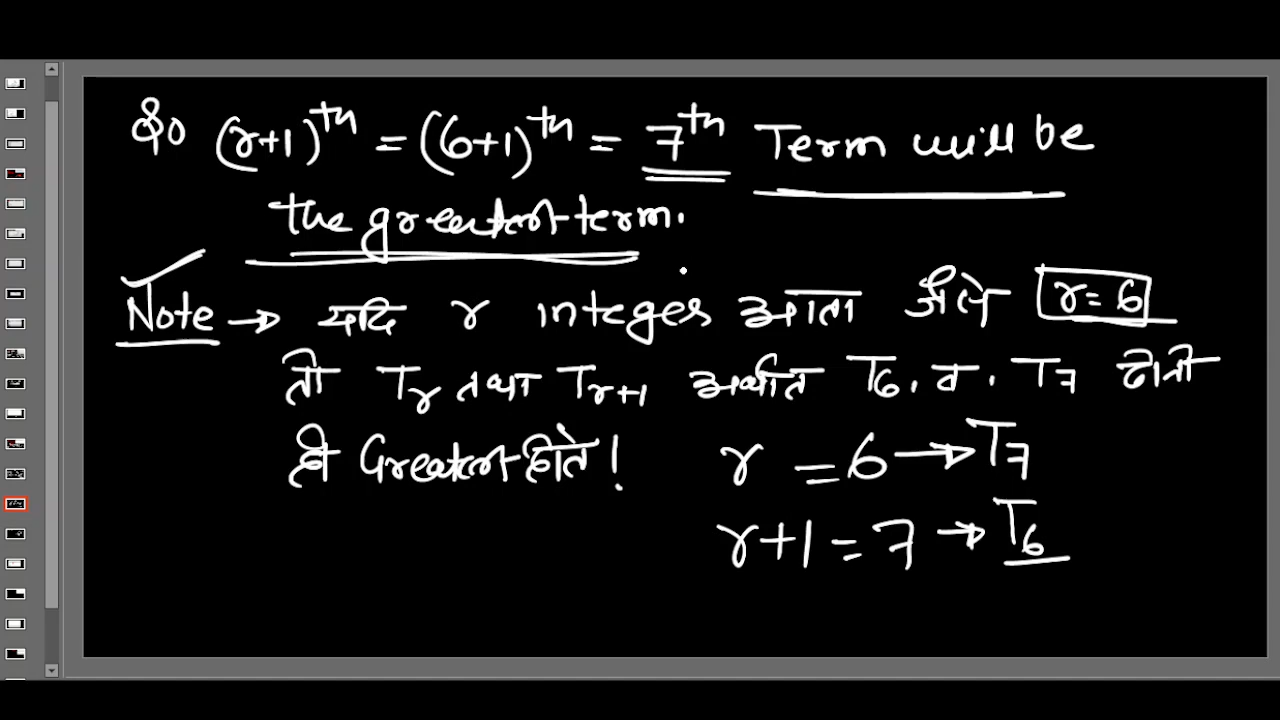 So (r+1)th = (6+1)th = 7th Term will be
the greatest term.
Note → यदि r integer आता जैसे r = 6
तो Tr तथा Tr+1 अर्थात T6 व T7 दोनों
ही Greatest होते!
r = 6 → T7
r+1 = 7 → T6